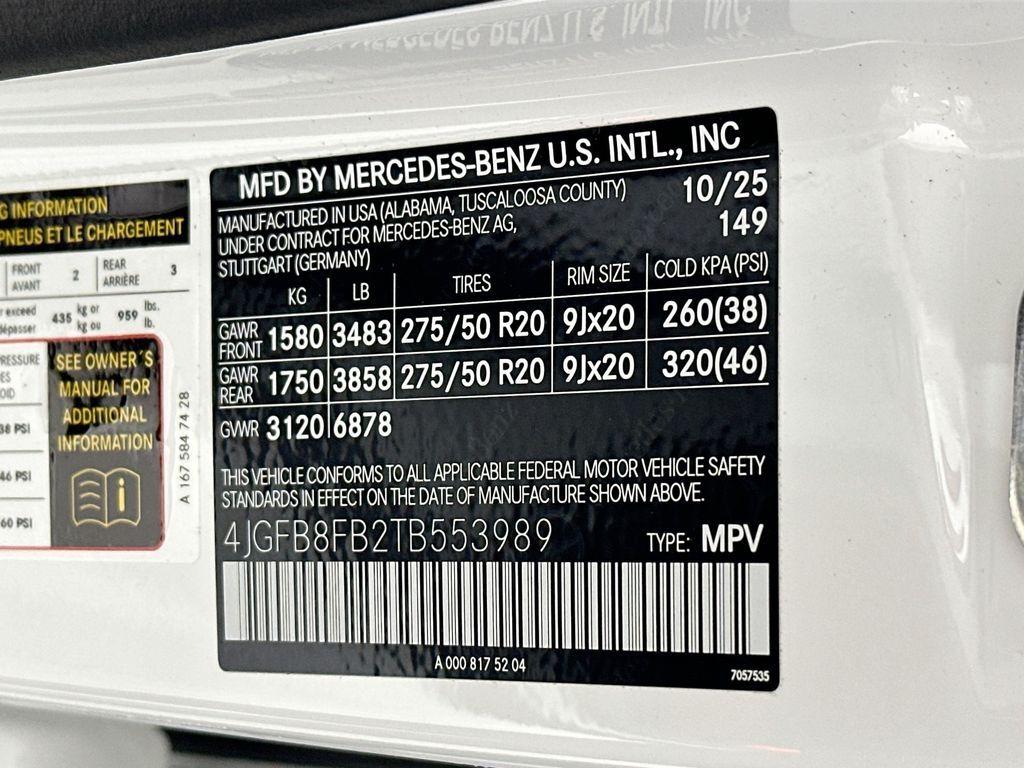 MFD BY MERCEDES-BENZ U.S. INTL., INC
MANUFACTURED IN USA (ALABAMA, TUSCALOOSA COUNTY) 10/25
UNDER CONTRACT FOR MERCEDES-BENZ AG, 149
STUTTGART (GERMANY)
KG LB TIRES RIM SIZE COLD KPA (PSI)
GAWR FRONT 1580 3483 275/50 R20 9Jx20 260(38)
GAWR REAR 1750 3858 275/50 R20 9Jx20 320(46)
GVWR 3120 6878
THIS VEHICLE CONFORMS TO ALL APPLICABLE FEDERAL MOTOR VEHICLE SAFETY
STANDARDS IN EFFECT ON THE DATE OF MANUFACTURE SHOWN ABOVE.
4JGFB8FB2TB553989 TYPE: MPV
A 000 817 52 04
7057535
G INFORMATION
PNEUS ET LE CHARGEMENT
FRONT AVANT 2 REAR ARRIÈRE 3
exceed 435 kg or 959 lbs.
dépasser kg ou lb.
SEE OWNER´S
MANUAL FOR
ADDITIONAL
INFORMATION
38 PSI
46 PSI
60 PSI
A 167 584 74 28